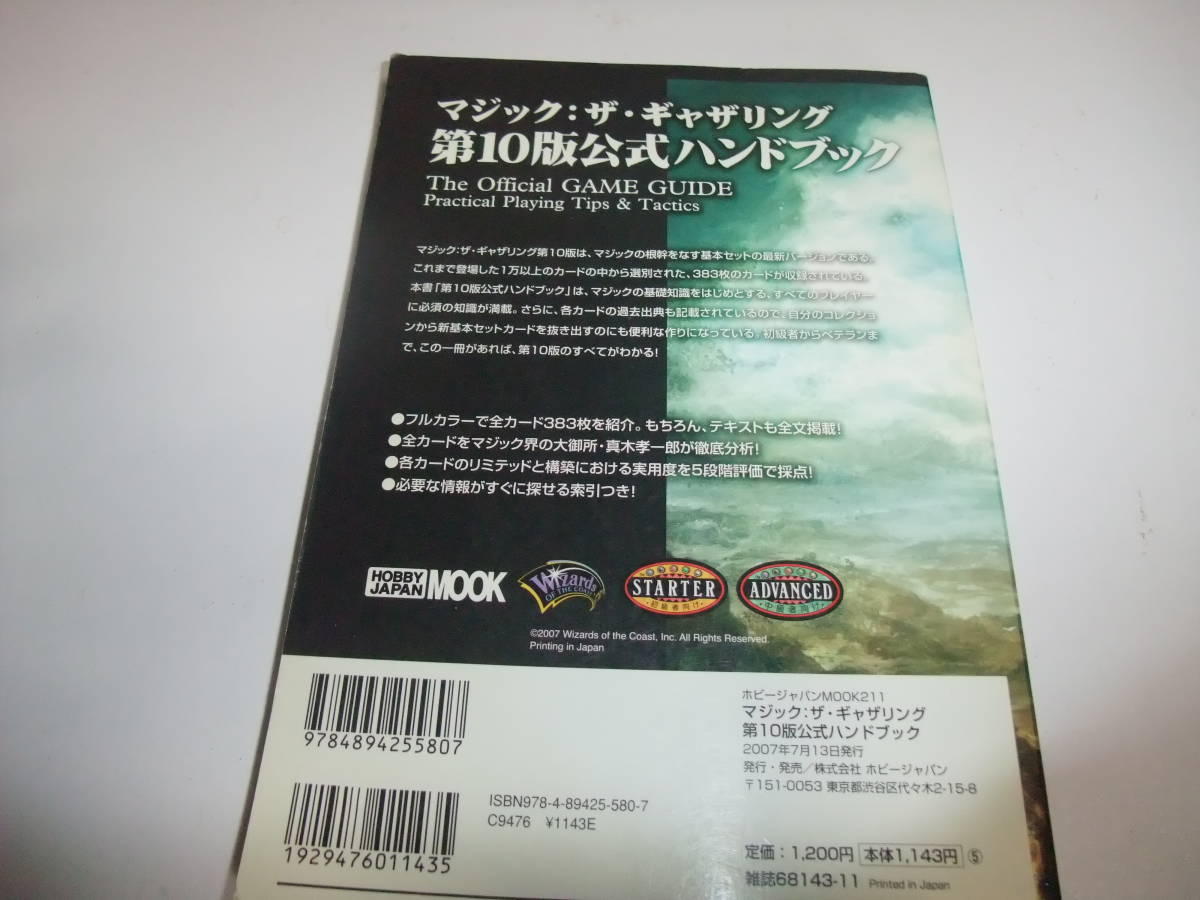 マジック：ザ・ギャザリング
第10版公式ハンドブック
The Official GAME GUIDE
Practical Playing Tips & Tactics
マジック：ザ・ギャザリング第10版は、マジックの根幹をなす基本セットの最新バージョンである。
これまで登場した1万以上のカードの中から選別された、383枚のカードが収録されている。
本書「第10版公式ハンドブック」は、マジックの基礎知識をはじめとする、すべてのプレイヤー
に必須の知識が満載。さらに、各カードの過去出典も記載されているので、自分のコレクショ
ンから新基本セットカードを抜き出すのにも便利な作りになっている。初級者からベテランま
で、この一冊があれば、第10版のすべてがわかる！
●フルカラーで全カード383枚を紹介。もちろん、テキストも全文掲載！
●全カードをマジック界の大御所・真木孝一郎が徹底分析！
●各カードのリミテッドと構築における実用度を5段階評価で採点！
●必要な情報がすぐに探せる索引つき！
HOBBY JAPAN MOOK
Wizards OF THE COAST
STARTER
・初級者向け・
ADVANCED
・中級者向け・
©2007 Wizards of the Coast, Inc. All Rights Reserved.
Printing in Japan
9784894255807
ISBN978-4-89425-580-7
C9476 ¥1143E
1929476011435
ホビージャパンMOOK211
マジック：ザ・ギャザリング
第10版公式ハンドブック
2007年7月13日発行
発行・発売／株式会社 ホビージャパン
〒151-0053 東京都渋谷区代々木2-15-8
定価：1,200円 本体1,143円 ⑤
雑誌68143-11 Printed in Japan